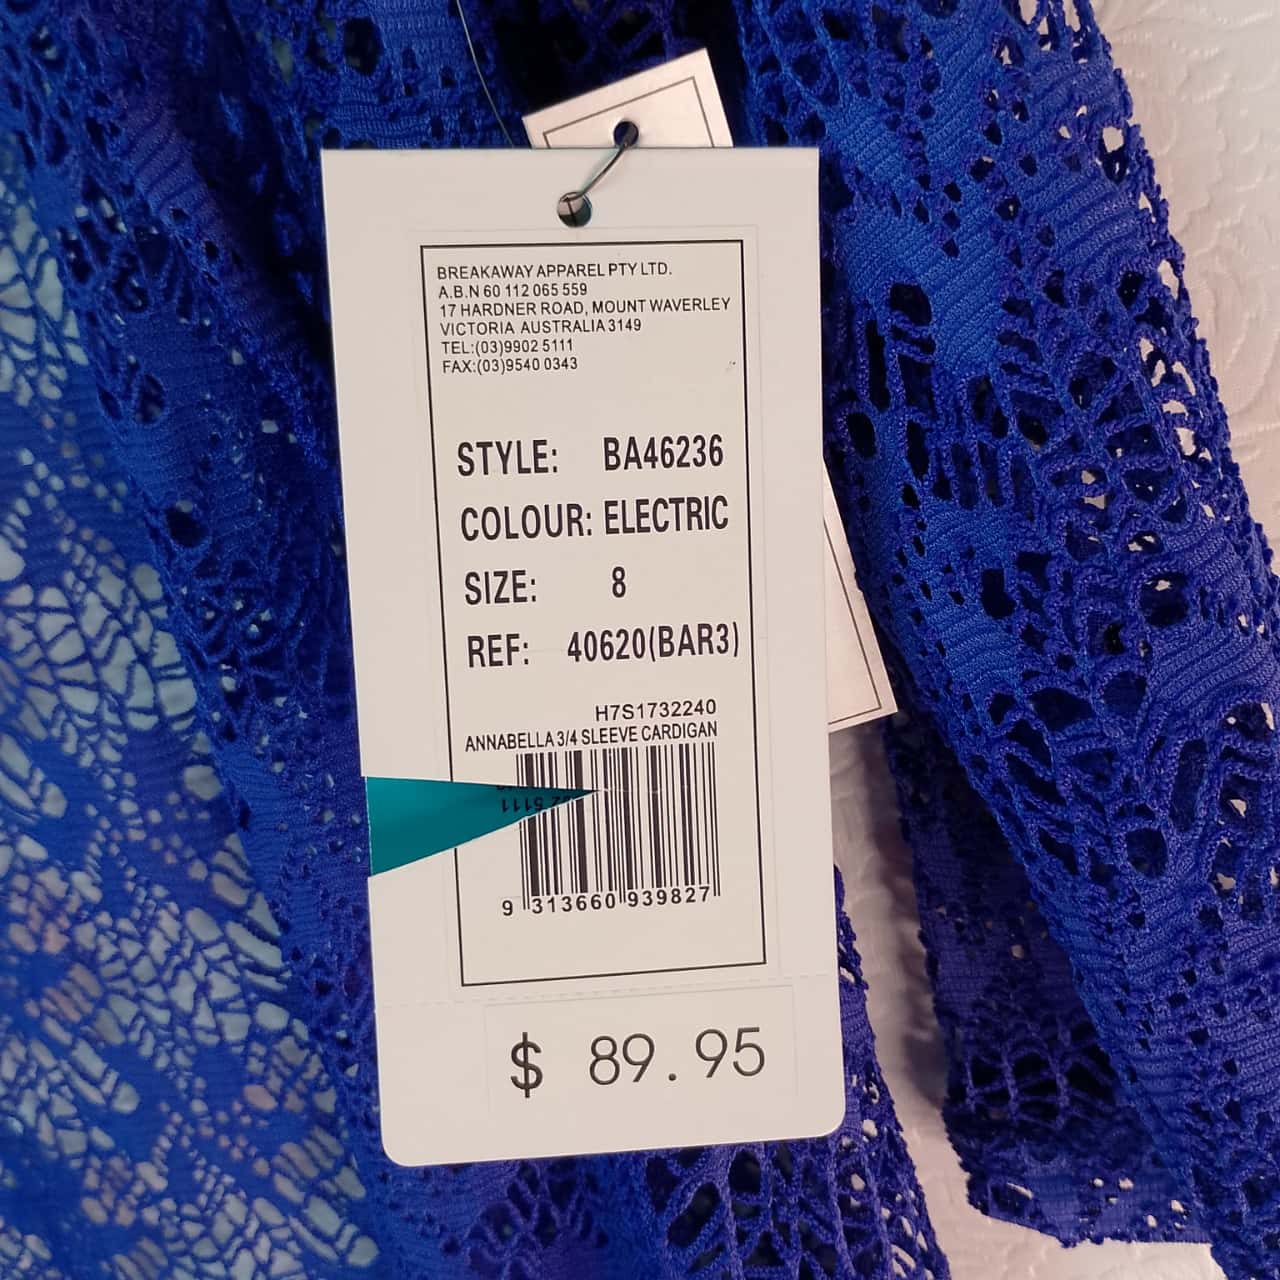 BREAKAWAY APPAREL PTY LTD.
A.B.N 60 112 065 559
17 HARDNER ROAD, MOUNT WAVERLEY
VICTORIA AUSTRALIA 3149
TEL:(03)9902 5111
FAX:(03)9540 0343
STYLE: BA46236
COLOUR: ELECTRIC
SIZE: 8
REF: 40620(BAR3)
H7S1732240
ANNABELLA 3/4 SLEEVE CARDIGAN
5111
9 313660 939827
$ 89.95